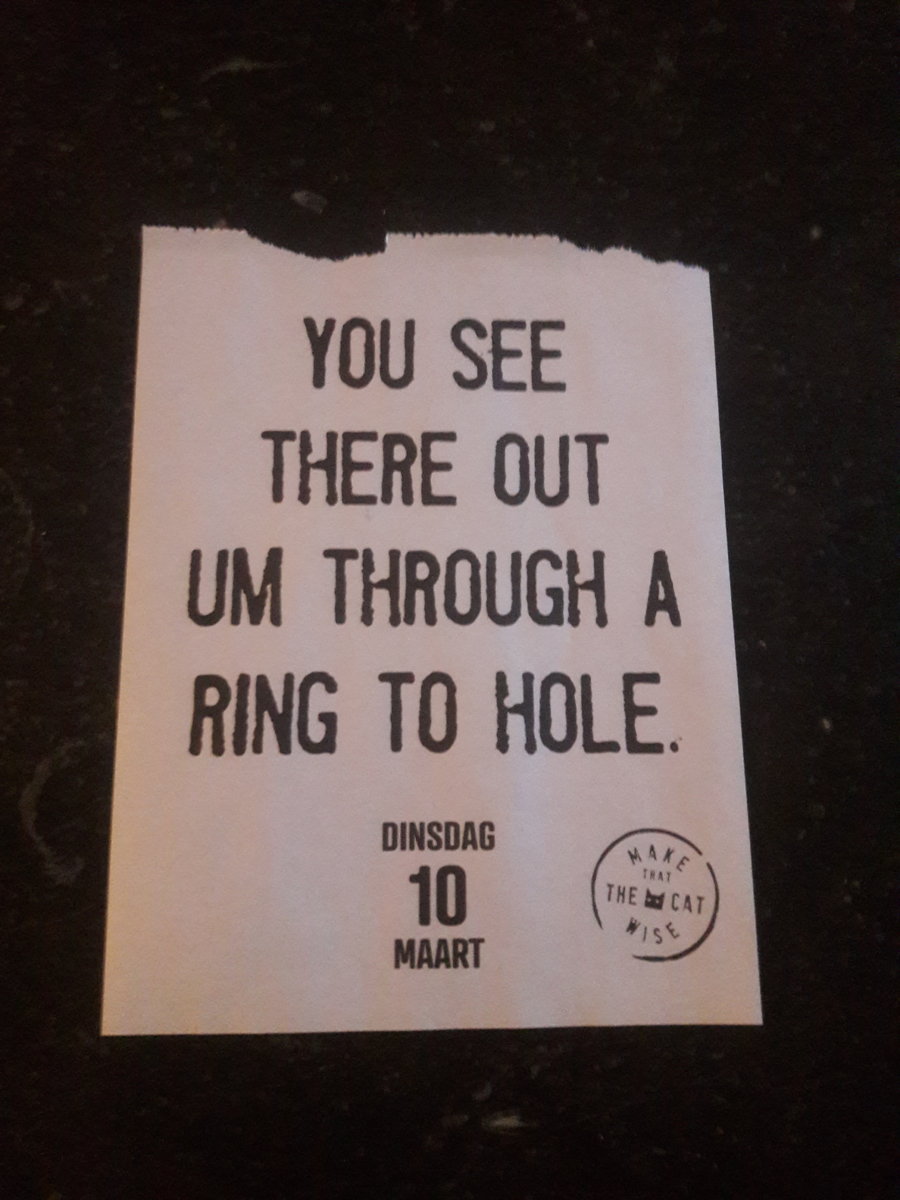 YOU SEE
THERE OUT
UM THROUGH A
RING TO HOLE.
DINSDAG
10
MAART
MAKE
THAT
THE CAT
WISE